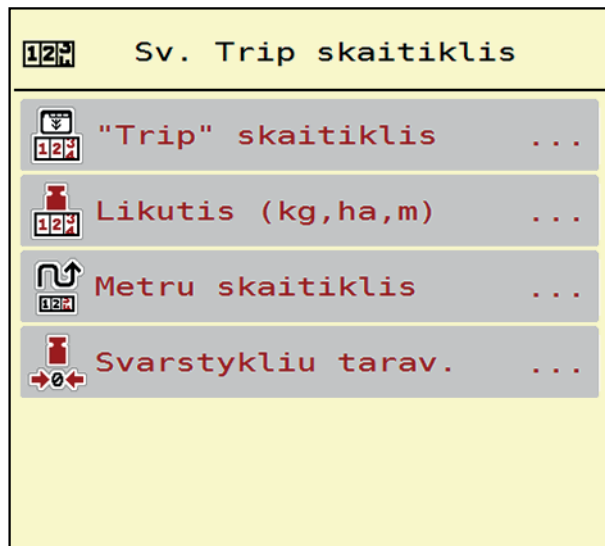 Sv. Trip skaitiklis
"Trip" skaitiklis ...
Likutis (kg,ha,m) ...
Metru skaitiklis ...
Svarstykliu tarav. ...